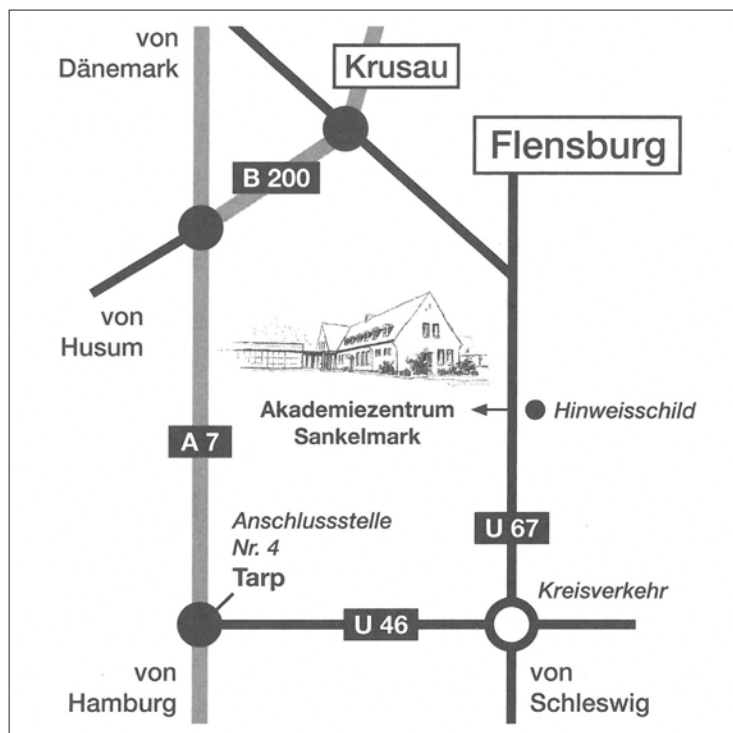 von
Dänemark
Krusau
Flensburg
B 200
von
Husum
Akademiezentrum
Sankelmark
Hinweisschild
A 7
Anschlussstelle
Nr. 4
Tarp
U 67
Kreisverkehr
U 46
von
Hamburg
von
Schleswig